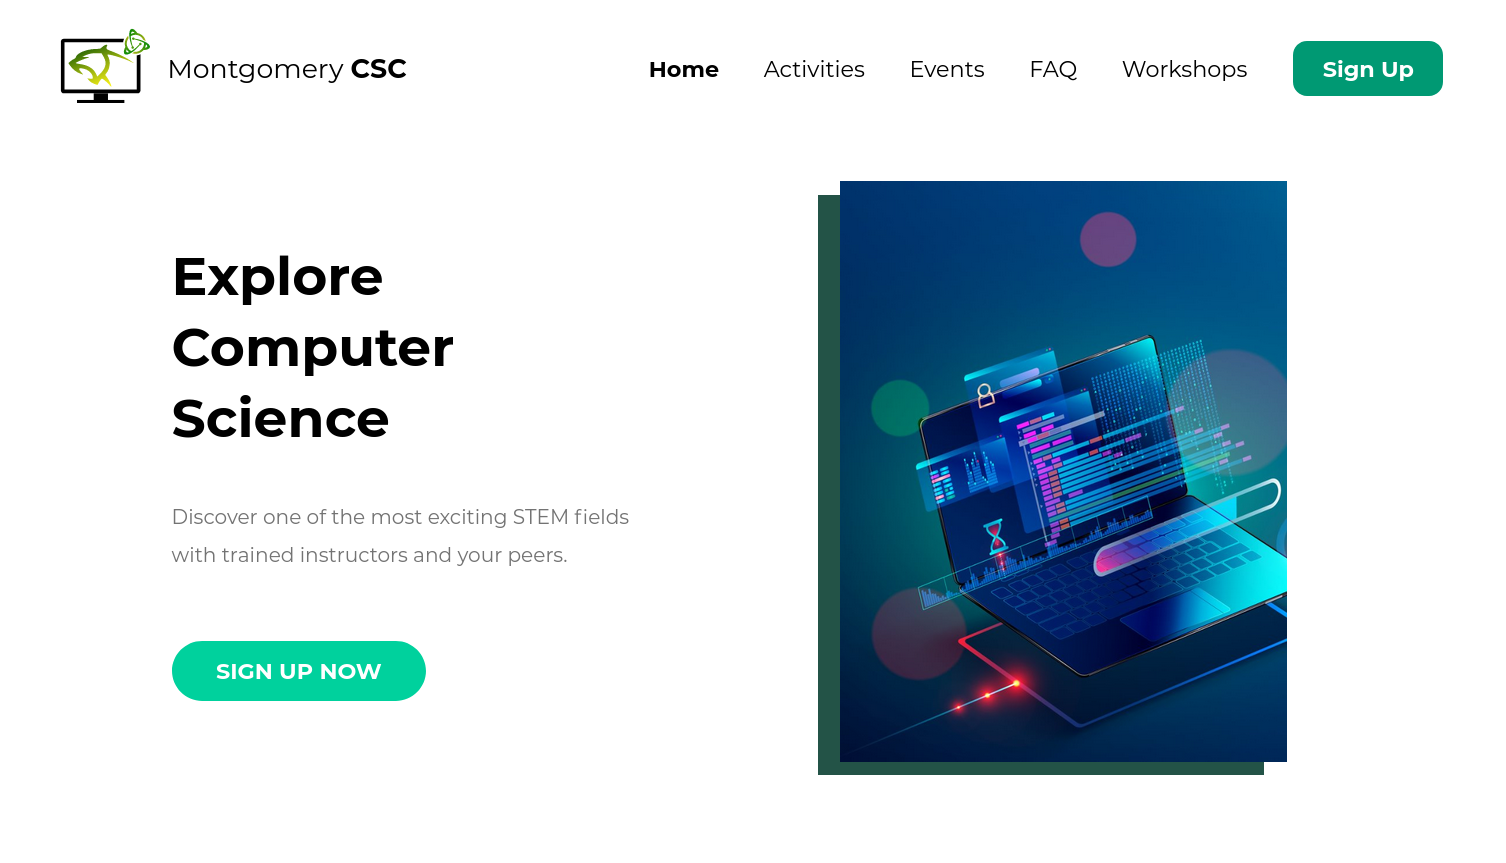 Montgomery CSC
Home Activities Events FAQ Workshops Sign Up
Explore
Computer
Science
Discover one of the most exciting STEM fields
with trained instructors and your peers.
SIGN UP NOW